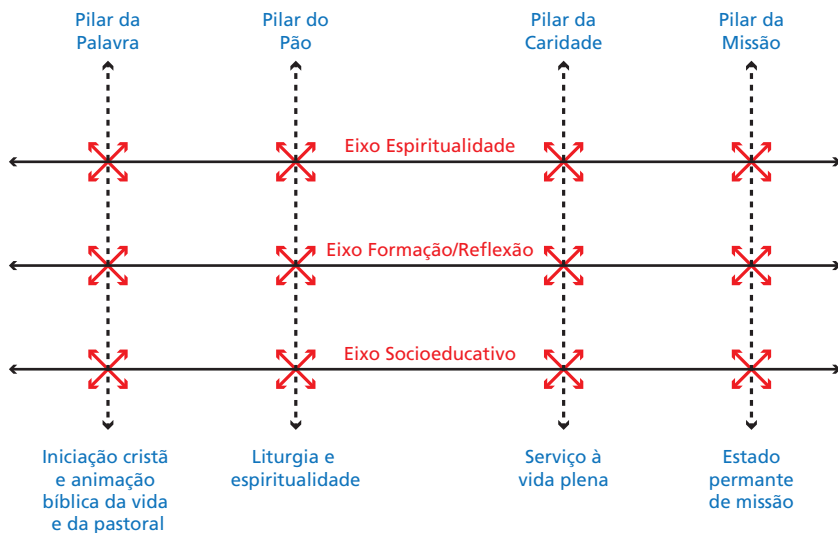 Pilar da
Palavra
Pilar do
Pão
Pilar da
Caridade
Pilar da
Missão
Eixo Espiritualidade
Eixo Formação/Reflexão
Eixo Socioeducativo
Iniciação cristã
e animação
bíblica da vida
e da pastoral
Liturgia e
espiritualidade
Serviço à
vida plena
Estado
permante
de missão